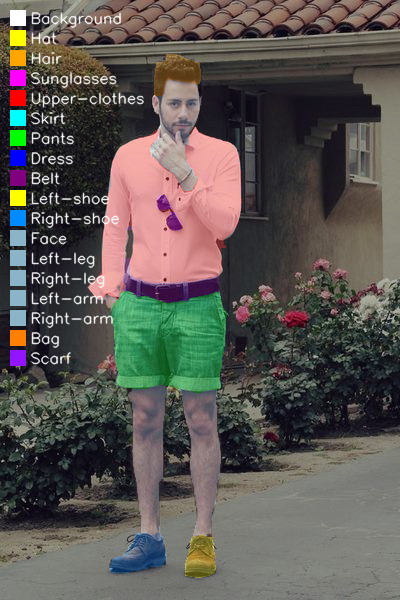 Background
Hat
Hair
Sunglasses
Upper-clothes
Skirt
Pants
Dress
Belt
Left-shoe
Right-shoe
Face
Left-leg
Right-leg
Left-arm
Right-arm
Bag
Scarf